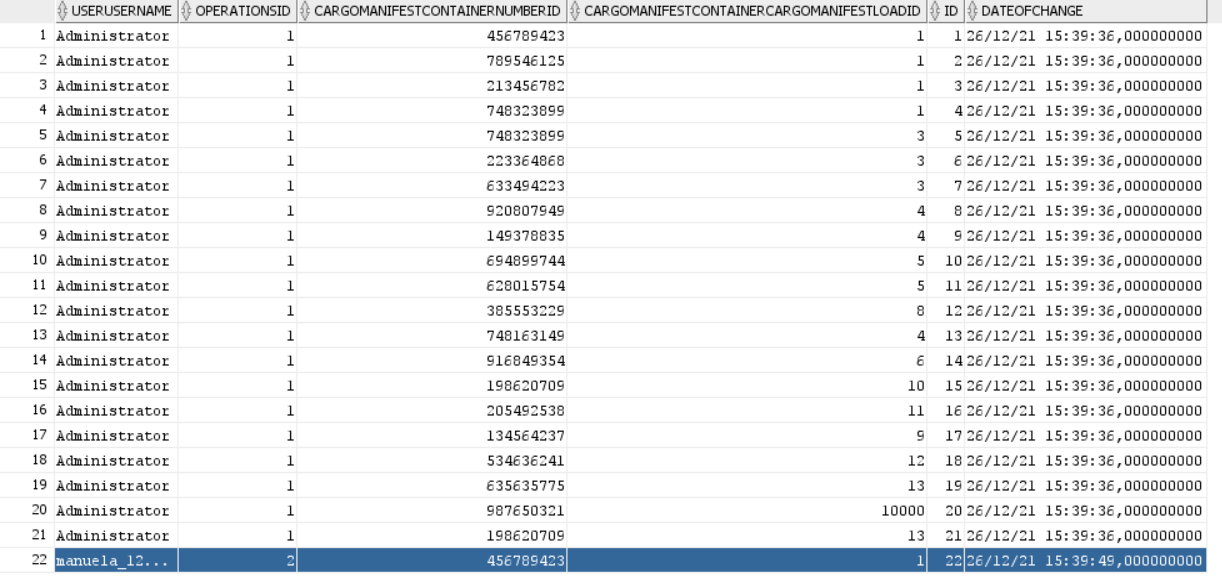 USERUSERNAME OPERATIONSID CARGOMANIFESTCONTAINERNUMBERID CARGOMANIFESTCONTAINERCARGOMANIFESTLOADID ID DATEOFCHANGE
1 Administrator 1 456789423 1 1 26/12/21 15:39:36,000000000
2 Administrator 1 789546125 1 2 26/12/21 15:39:36,000000000
3 Administrator 1 213456782 1 3 26/12/21 15:39:36,000000000
4 Administrator 1 748323899 1 4 26/12/21 15:39:36,000000000
5 Administrator 1 748323899 3 5 26/12/21 15:39:36,000000000
6 Administrator 1 223364868 3 6 26/12/21 15:39:36,000000000
7 Administrator 1 633494223 3 7 26/12/21 15:39:36,000000000
8 Administrator 1 920807949 4 8 26/12/21 15:39:36,000000000
9 Administrator 1 149378835 4 9 26/12/21 15:39:36,000000000
10 Administrator 1 694899744 5 10 26/12/21 15:39:36,000000000
11 Administrator 1 628015754 5 11 26/12/21 15:39:36,000000000
12 Administrator 1 385553229 8 12 26/12/21 15:39:36,000000000
13 Administrator 1 748163149 4 13 26/12/21 15:39:36,000000000
14 Administrator 1 916849354 6 14 26/12/21 15:39:36,000000000
15 Administrator 1 198620709 10 15 26/12/21 15:39:36,000000000
16 Administrator 1 205492538 11 16 26/12/21 15:39:36,000000000
17 Administrator 1 134564237 9 17 26/12/21 15:39:36,000000000
18 Administrator 1 534636241 12 18 26/12/21 15:39:36,000000000
19 Administrator 1 635635775 13 19 26/12/21 15:39:36,000000000
20 Administrator 1 987650321 10000 20 26/12/21 15:39:36,000000000
21 Administrator 1 198620709 13 21 26/12/21 15:39:36,000000000
22 manuela_12... 2 456789423 1 22 26/12/21 15:39:49,000000000